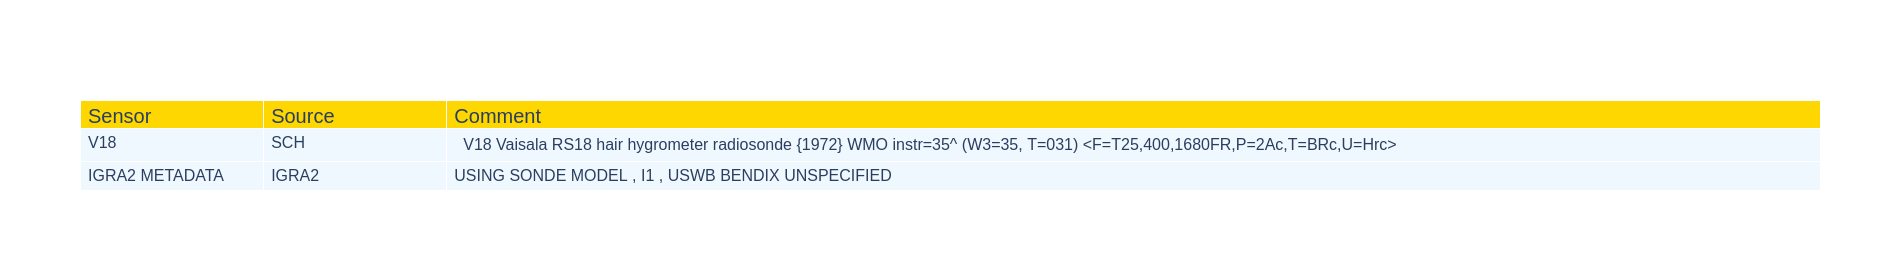 Sensor Source Comment
V18 SCH V18 Vaisala RS18 hair hygrometer radiosonde {1972} WMO instr=35^ (W3=35, T=031) <F=T25,400,1680FR,P=2Ac,T=BRc,U=Hrc>
IGRA2 METADATA IGRA2 USING SONDE MODEL , I1 , USWB BENDIX UNSPECIFIED